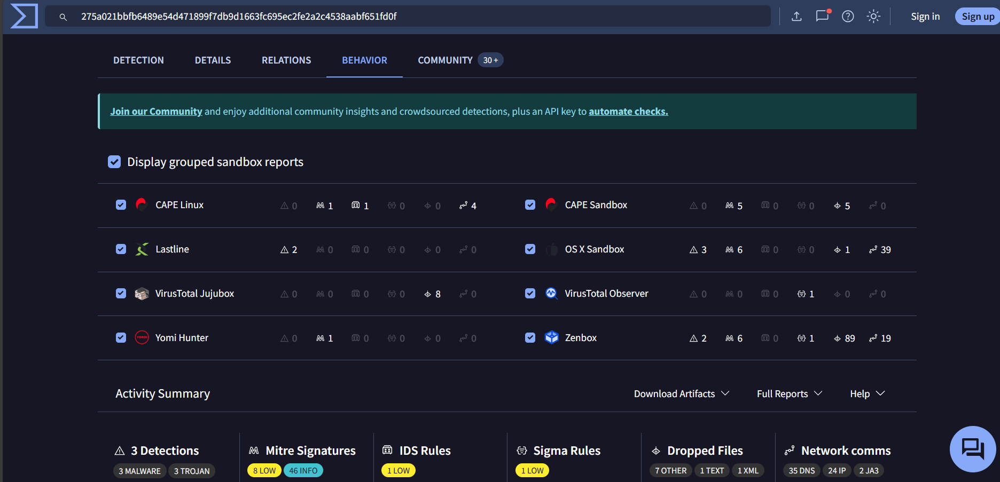 275a021bbfb6489e54d471899f7db9d1663fc695ec2fe2a2c4538aabf651fd0f
Sign in
Sign up
DETECTION DETAILS RELATIONS BEHAVIOR COMMUNITY 30+
Join our Community and enjoy additional community insights and crowdsourced detections, plus an API key to automate checks.
Display grouped sandbox reports
CAPE Linux 0 1 1 0 0 4 CAPE Sandbox 0 5 0 0 5 0
Lastline 2 0 0 0 0 0 OS X Sandbox 3 6 0 0 1 39
VirusTotal Jujubox 0 0 0 0 8 0 VirusTotal Observer 0 0 0 1 0 0
YOROI Yomi Hunter 0 1 0 0 0 0 Zenbox 2 6 0 1 89 19
Activity Summary Download Artifacts Full Reports Help
3 Detections Mitre Signatures IDS Rules Sigma Rules Dropped Files Network comms
3 MALWARE 3 TROJAN 8 LOW 46 INFO 1 LOW 1 LOW 7 OTHER 1 TEXT 1 XML 35 DNS 24 IP 2 JA3